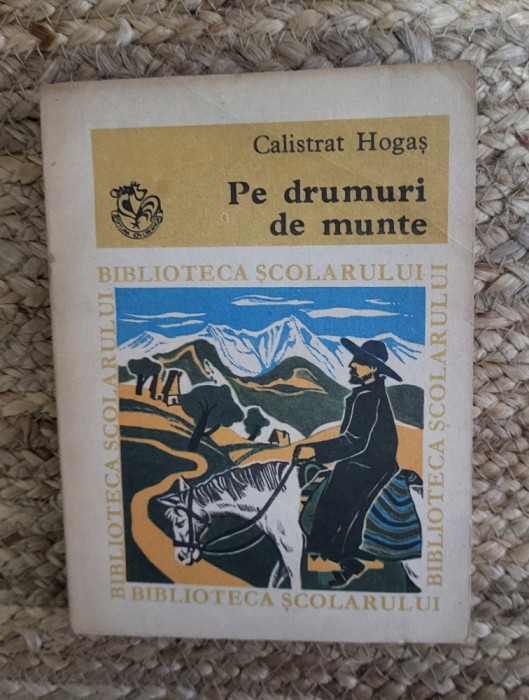 Calistrat Hogaș
Pe drumuri
de munte
BIBLIOTECA ȘCOLARULUI
BIBLIOTECA ȘCOLARULUI
BIBLIOTECA ȘCOLARULUI
BIBLIOTECA ȘCOLARULUI